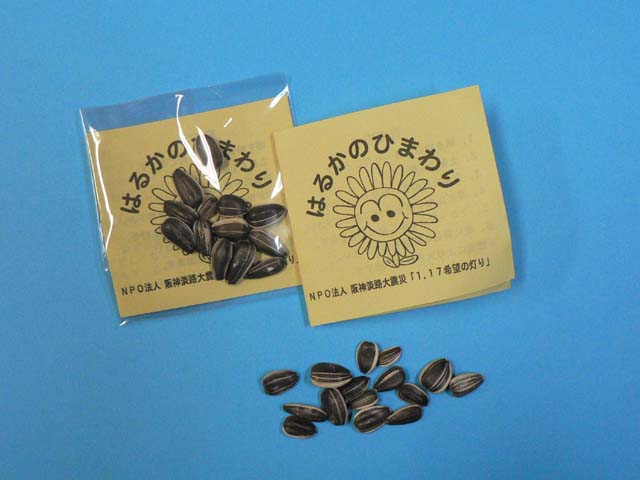 はるかのひまわり
NPO法人 阪神淡路大震災
り」
はるかのひまわり
NPO法人 阪神淡路大震災「1.17希望の灯り」